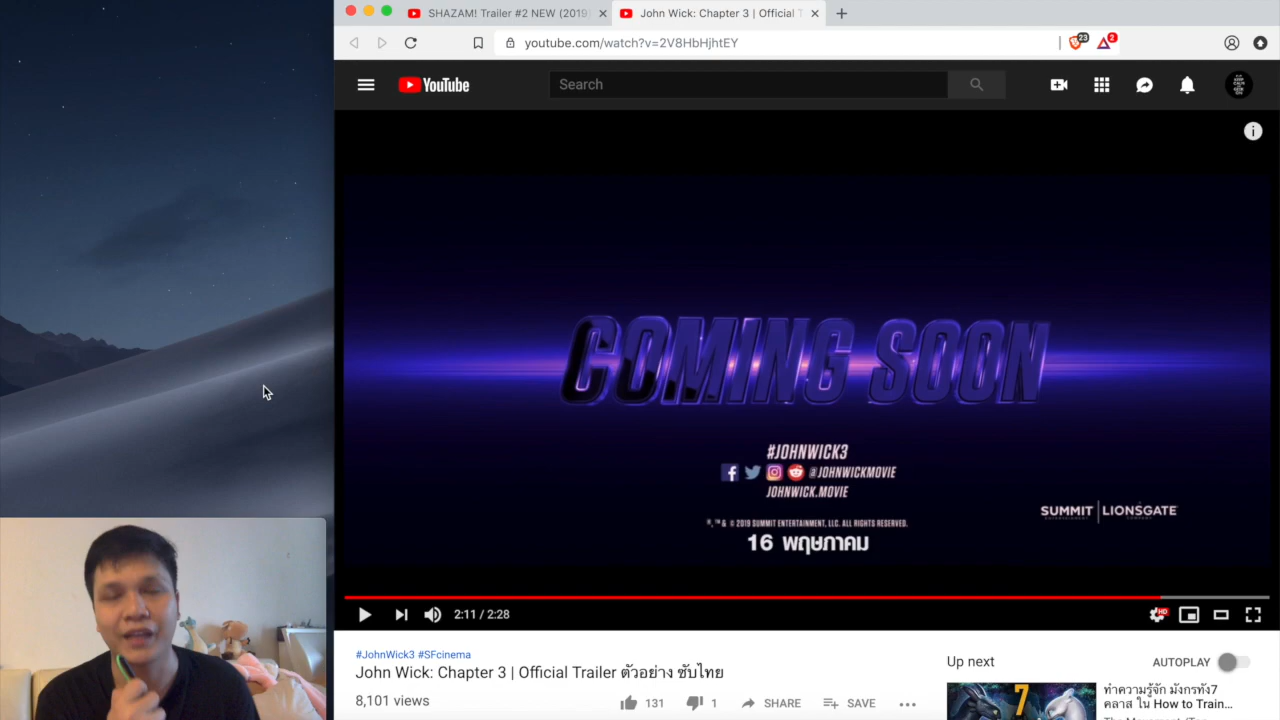 SHAZAM! Trailer #2 NEW (2019)
John Wick: Chapter 3 | Official T
youtube.com/watch?v=2V8HbHjhtEY
23
2
YouTube
Search
COMING SOON
#JOHNWICK3
@JOHNWICKMOVIE
JOHNWICK.MOVIE
SUMMIT ENTERTAINMENT
LIONSGATE
®, ™ & © 2019 SUMMIT ENTERTAINMENT, LLC. ALL RIGHTS RESERVED.
16 พฤษภาคม
2:11 / 2:28
HD
#JohnWick3 #SFcinema
John Wick: Chapter 3 | Official Trailer ตัวอย่าง ซับไทย
8,101 views
131
1
SHARE
SAVE
Up next
AUTOPLAY
7
ทำความรู้จัก มังกรทั้ง7
คลาส ใน How to Train...